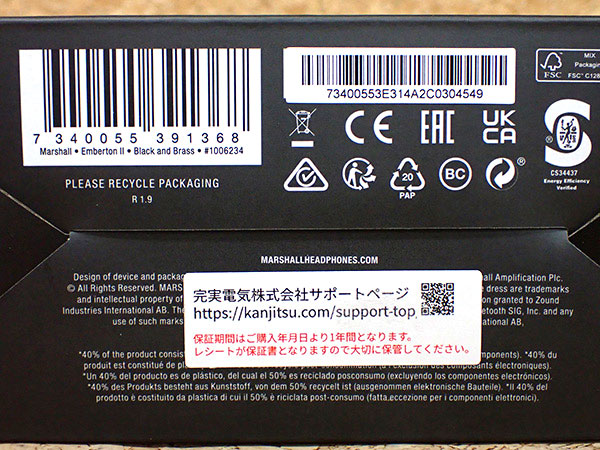 7 340055 391368
Marshall • Emberton II • Black and Brass • #1006234
73400553E314A2C0304549
MIX
Packaging
FSC
FSC® C128
CE
EAC
UK
CA
20
PAP
BC
S
CS34437
Energy Efficiency
Verified
PLEASE RECYCLE PACKAGING
R 1.9
MARSHALLHEADPHONES.COM
Design of device and packa
© All Rights Reserved. MARS
and intellectual property of
Industries International AB. The
use of such marks
all Amplification Plc.
e dress are trademarks
granted to Zound
etooth SIG, Inc. and any
ational AB,
完実電気株式会社サポートページ
https://kanjitsu.com/support-top
保証期間はご購入年月日より1年間となります。
レシートが保証書となりますので大切に保管してください。
*40% of the product consist
omponents). *40% du
produit est constitué de
composants électroniques).
*Un 40% del producto es de plástico, del cual el 50% es reciclado posconsumo (excluyendo los componentes electrónicos).
*40% des Produkts besteht aus Kunststoff, von dem 50% recycelt ist (ausgenommen elektronische Bauteile). *Il 40% del
prodotto è costituito da plastica di cui il 50% è riciclata post-consumo (fatta eccezione per i componenti elettronici).